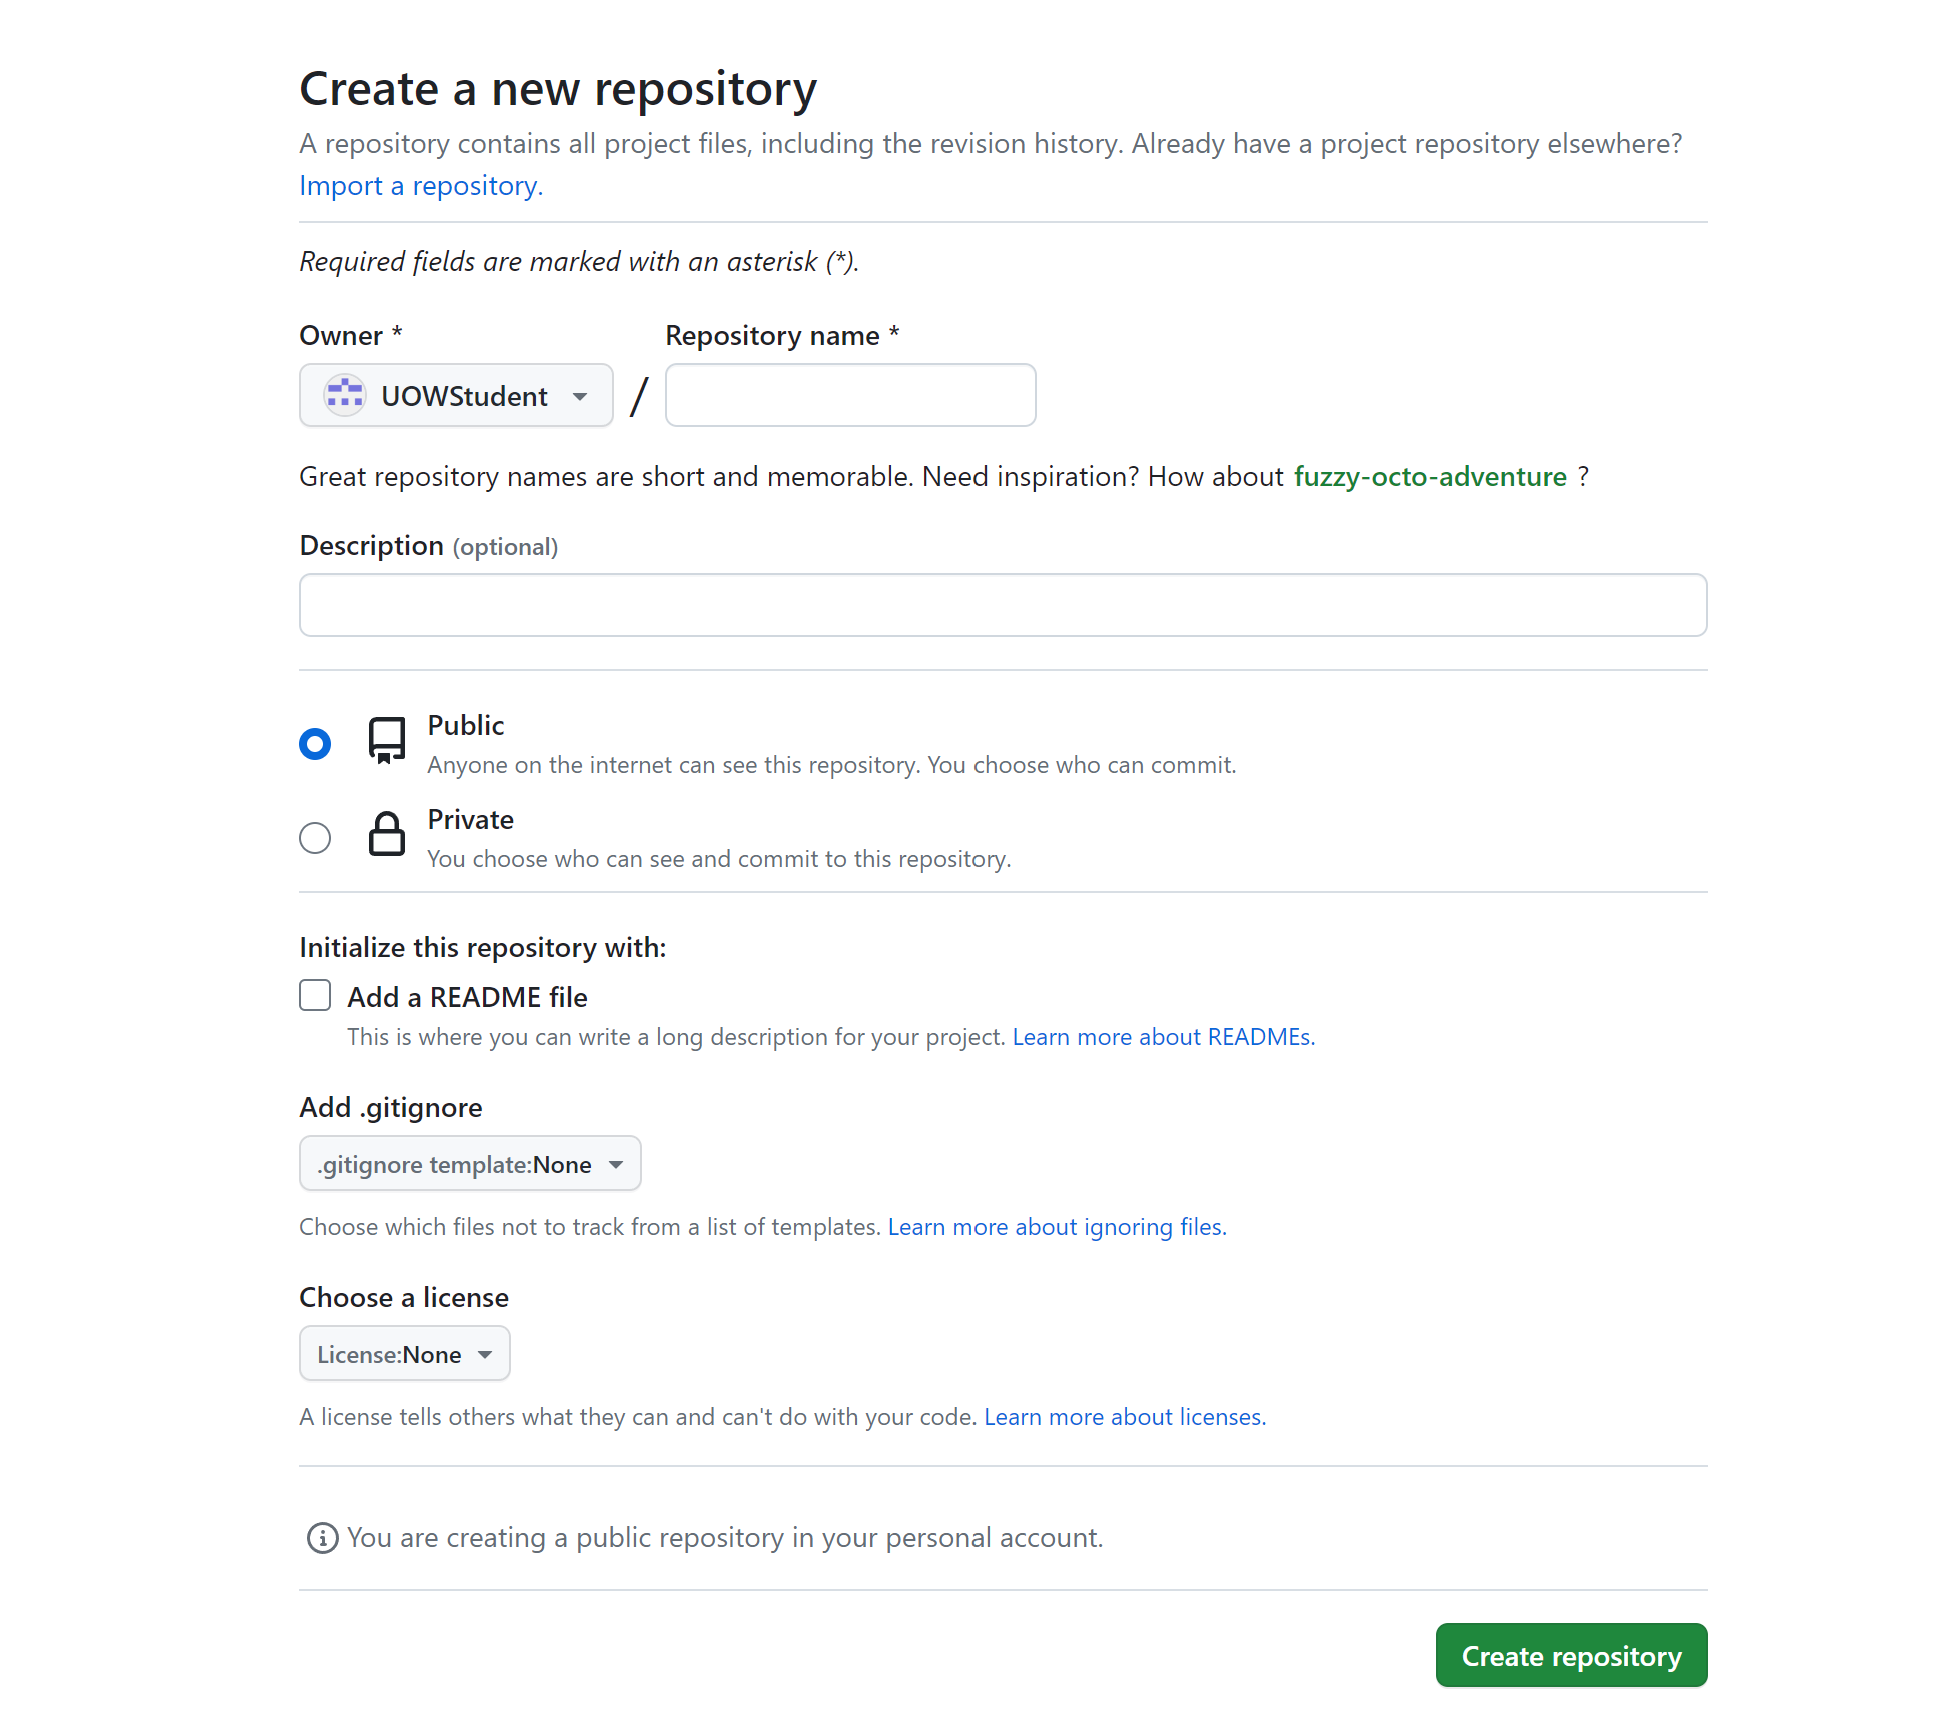 Create a new repository
A repository contains all project files, including the revision history. Already have a project repository elsewhere?
Import a repository.
Required fields are marked with an asterisk (*).
Owner * Repository name *
UOWStudent /
Great repository names are short and memorable. Need inspiration? How about fuzzy-octo-adventure ?
Description (optional)
Public
Anyone on the internet can see this repository. You choose who can commit.
Private
You choose who can see and commit to this repository.
Initialize this repository with:
Add a README file
This is where you can write a long description for your project. Learn more about READMEs.
Add .gitignore
.gitignore template:None
Choose which files not to track from a list of templates. Learn more about ignoring files.
Choose a license
License:None
A license tells others what they can and can't do with your code. Learn more about licenses.
You are creating a public repository in your personal account.
Create repository